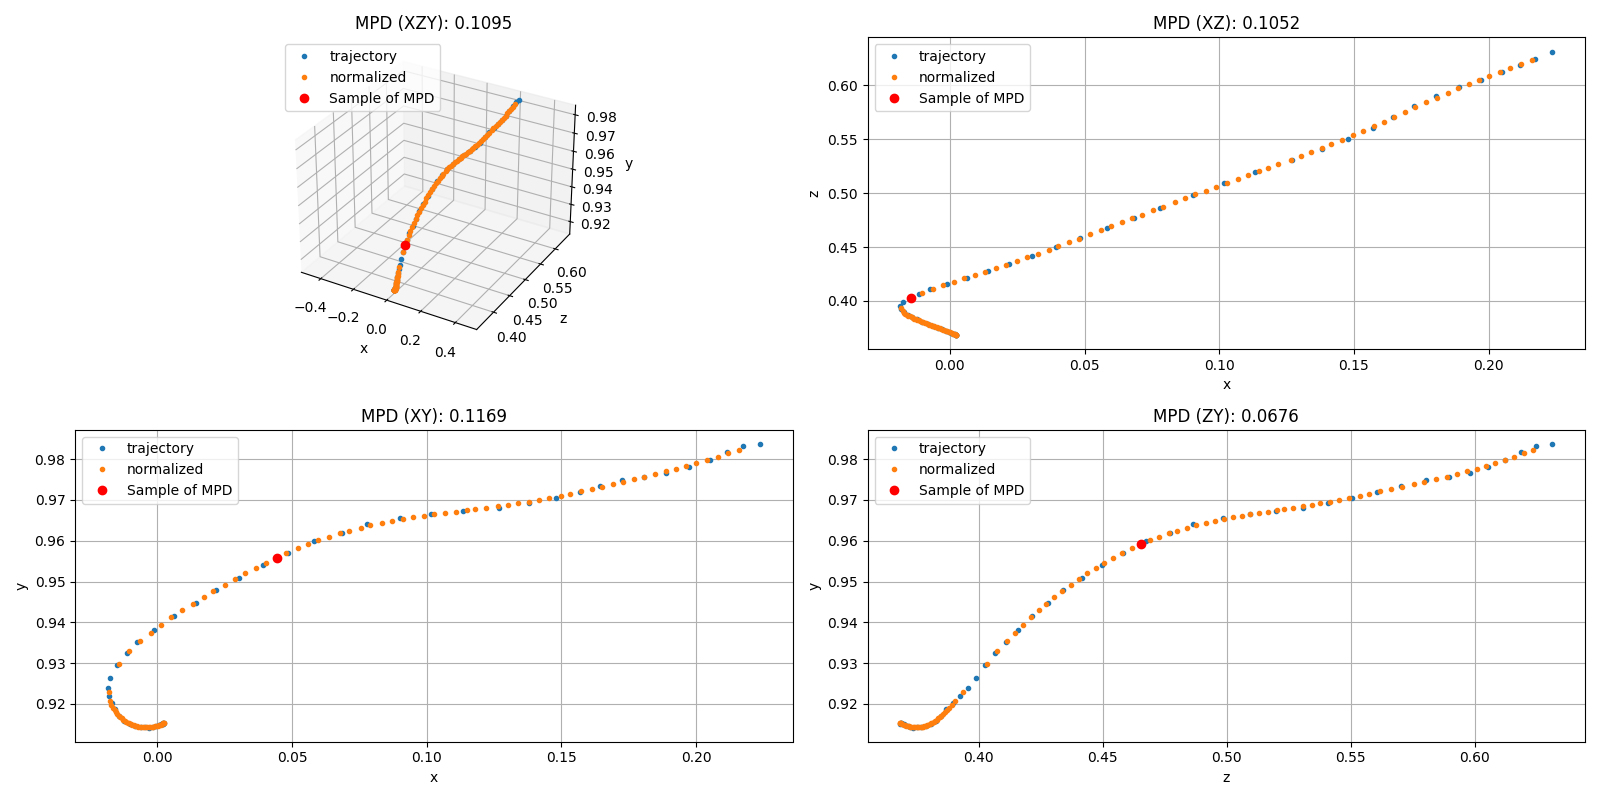 MPD (XZY): 0.1095
trajectory
normalized
Sample of MPD
0.98
0.97
0.96
0.95
0.94
0.93
0.92
y
−0.4
−0.2
0.0
0.2
0.4
x
0.40
0.45
0.50
0.55
0.60
z
MPD (XZ): 0.1052
trajectory
normalized
Sample of MPD
0.60
0.55
0.50
0.45
0.40
z
0.00 0.05 0.10 0.15 0.20
x
MPD (XY): 0.1169
trajectory
normalized
Sample of MPD
0.98
0.97
0.96
0.95
0.94
0.93
0.92
y
0.00 0.05 0.10 0.15 0.20
x
MPD (ZY): 0.0676
trajectory
normalized
Sample of MPD
0.98
0.97
0.96
0.95
0.94
0.93
0.92
y
0.40 0.45 0.50 0.55 0.60
z